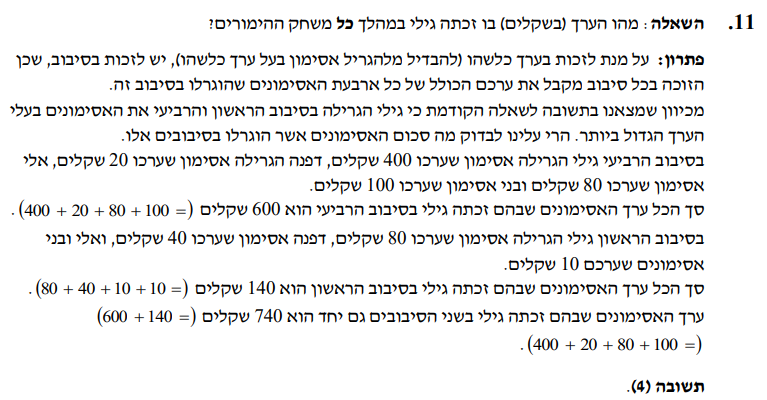 11. השאלה: מהו הערך (בשקלים) בו זכתה גילי במהלך כל משחק ההימורים?
פתרון: על מנת לזכות בערך כלשהו (להבדיל מלהגריל אסימון בעל ערך כלשהו), יש לזכות בסיבוב, שכן
הזוכה בכל סיבוב מקבל את ערכם הכולל של כל ארבעת האסימונים שהוגרלו בסיבוב זה.
מכיוון שמצאנו בתשובה לשאלה הקודמת כי גילי הגרילה בסיבוב הראשון והרביעי את האסימונים בעלי
הערך הגדול ביותר. הרי עלינו לבדוק מה סכום האסימונים אשר הוגרלו בסיבובים אלו.
בסיבוב הרביעי גילי הגרילה אסימון שערכו 400 שקלים, דפנה הגרילה אסימון שערכו 20 שקלים, אלי
אסימון שערכו 80 שקלים ובני אסימון שערכו 100 שקלים.
סך הכל ערך האסימונים שבהם זכתה גילי בסיבוב הרביעי הוא 600 שקלים (= 100 + 80 + 20 + 400).
בסיבוב הראשון גילי הגרילה אסימון שערכו 80 שקלים, דפנה אסימון שערכו 40 שקלים, ואלי ובני
אסימונים שערכם 10 שקלים.
סך הכל ערך האסימונים שבהם זכתה גילי בסיבוב הראשון הוא 140 שקלים (= 10 + 10 + 40 + 80).
ערך האסימונים שבהם זכתה גילי בשני הסיבובים גם יחד הוא 740 שקלים (= 140 + 600)
(= 100 + 80 + 20 + 400).
תשובה (4).